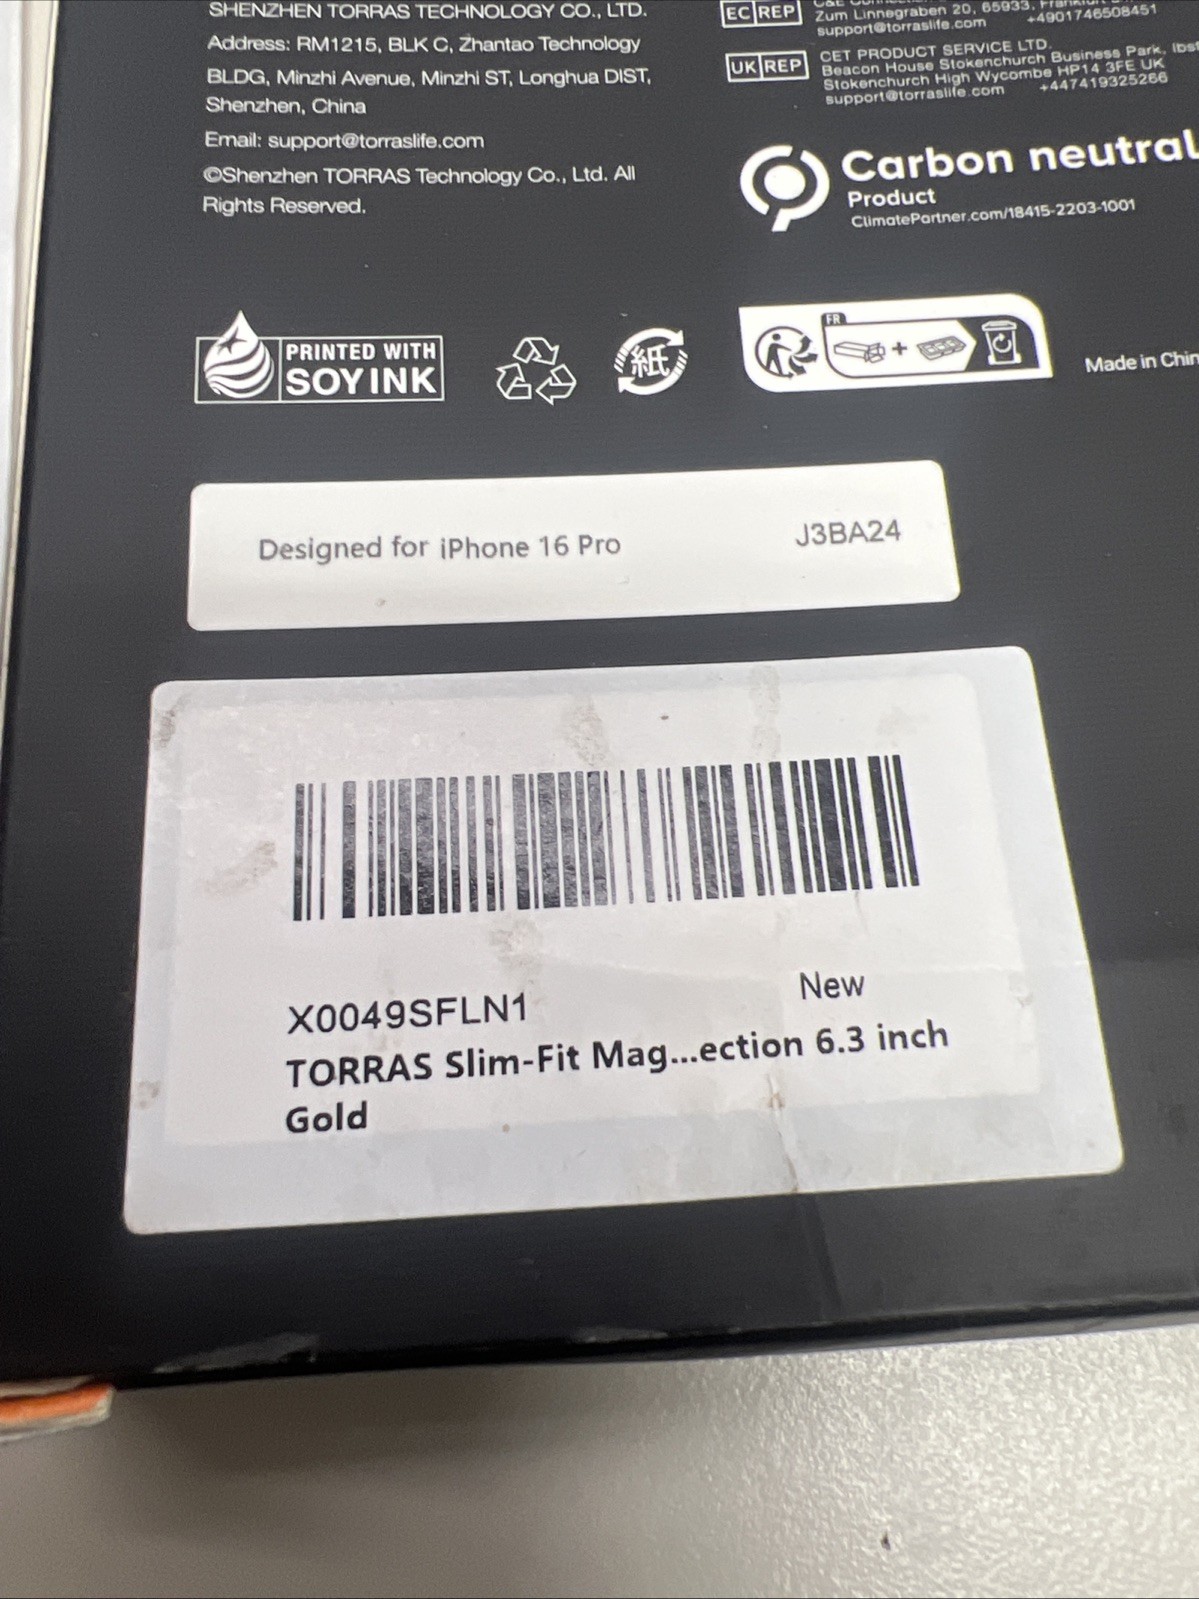 SHENZHEN TORRAS TECHNOLOGY CO., LTD.
Address: RM1215, BLK C, Zhantao Technology
BLDG, Minzhi Avenue, Minzhi ST, Longhua DIST,
Shenzhen, China
Email: support@torraslife.com
©Shenzhen TORRAS Technology Co., Ltd. All
Rights Reserved.
EC REP
Zum Linnegraben 20, 65933, Frankfurt
support@torraslife.com +4901746508451
UK REP
CET PRODUCT SERVICE LTD.
Beacon House Stokenchurch Business Park,
Stokenchurch High Wycombe HP14 3FE UK
support@torraslife.com +447419325266
Carbon neutral
Product
ClimatePartner.com/18415-2203-1001
PRINTED WITH
SOY INK
紙
FR
+
Made in Chin
Designed for iPhone 16 Pro J3BA24
X0049SFLN1 New
TORRAS Slim-Fit Mag...ection 6.3 inch
Gold